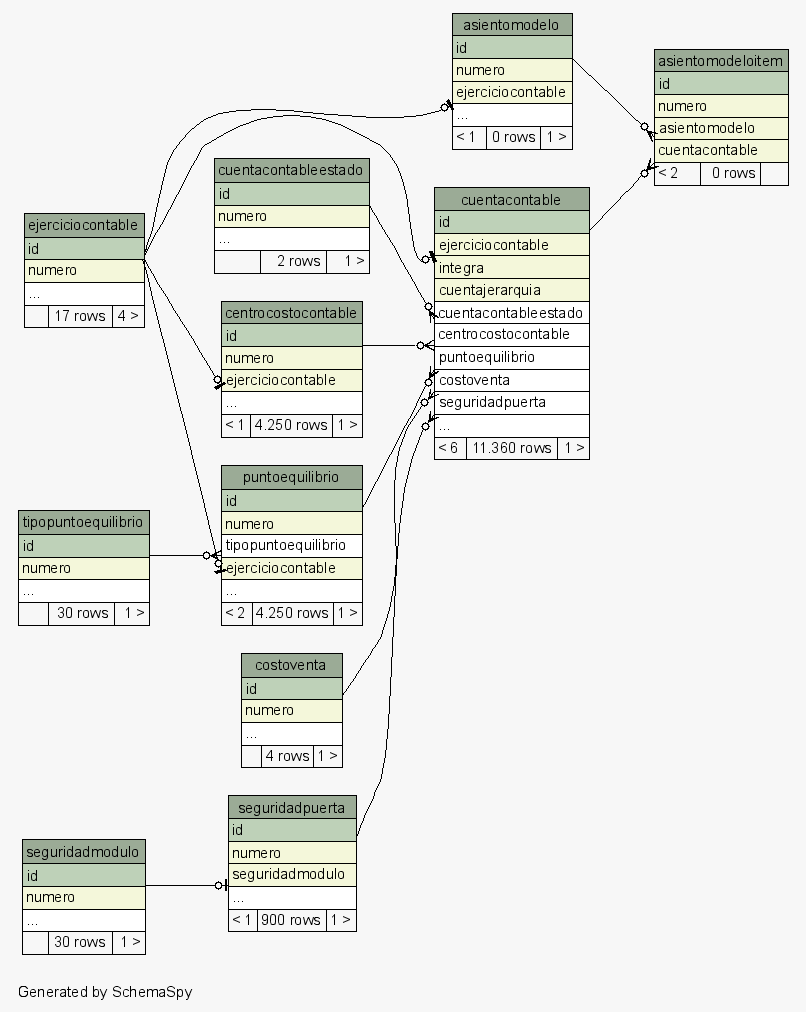 asientomodelo
id
numero
ejerciciocontable
...
< 1 0 rows 1 >
asientomodeloitem
id
numero
asientomodelo
cuentacontable
< 2 0 rows
cuentacontableestado
id
numero
...
2 rows 1 >
cuentacontable
id
ejerciciocontable
integra
cuentajerarquia
cuentacontableestado
centrocostocontable
puntoequilibrio
costoventa
seguridadpuerta
...
< 6 11.360 rows 1 >
ejerciciocontable
id
numero
...
17 rows 4 >
centrocostocontable
id
numero
ejerciciocontable
...
< 1 4.250 rows 1 >
puntoequilibrio
id
numero
tipopuntoequilibrio
ejerciciocontable
...
< 2 4.250 rows 1 >
tipopuntoequilibrio
id
numero
...
30 rows 1 >
costoventa
id
numero
...
4 rows 1 >
seguridadpuerta
id
numero
seguridadmodulo
...
< 1 900 rows 1 >
seguridadmodulo
id
numero
...
30 rows 1 >
Generated by SchemaSpy